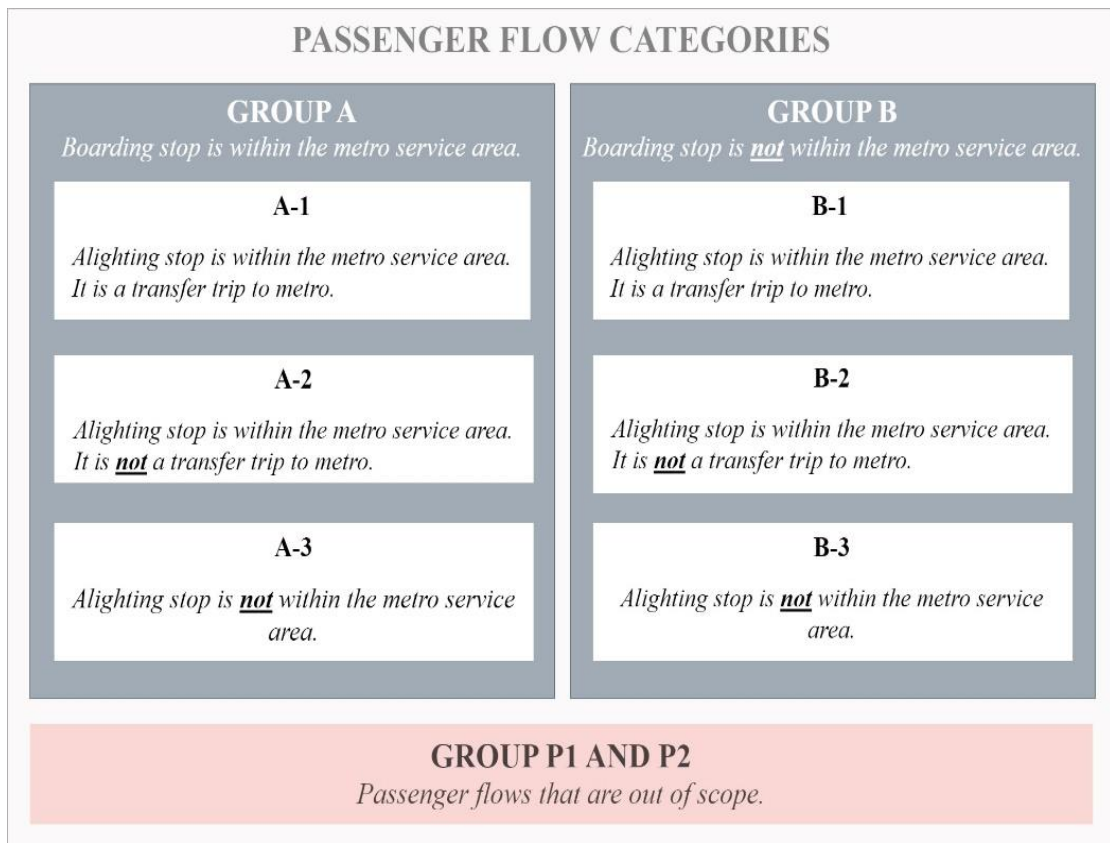 PASSENGER FLOW CATEGORIES
GROUP A
Boarding stop is within the metro service area.
A-1
Alighting stop is within the metro service area.
It is a transfer trip to metro.
A-2
Alighting stop is within the metro service area.
It is not a transfer trip to metro.
A-3
Alighting stop is not within the metro service
area.
GROUP B
Boarding stop is not within the metro service area.
B-1
Alighting stop is within the metro service area.
It is a transfer trip to metro.
B-2
Alighting stop is within the metro service area.
It is not a transfer trip to metro.
B-3
Alighting stop is not within the metro service
area.
GROUP P1 AND P2
Passenger flows that are out of scope.